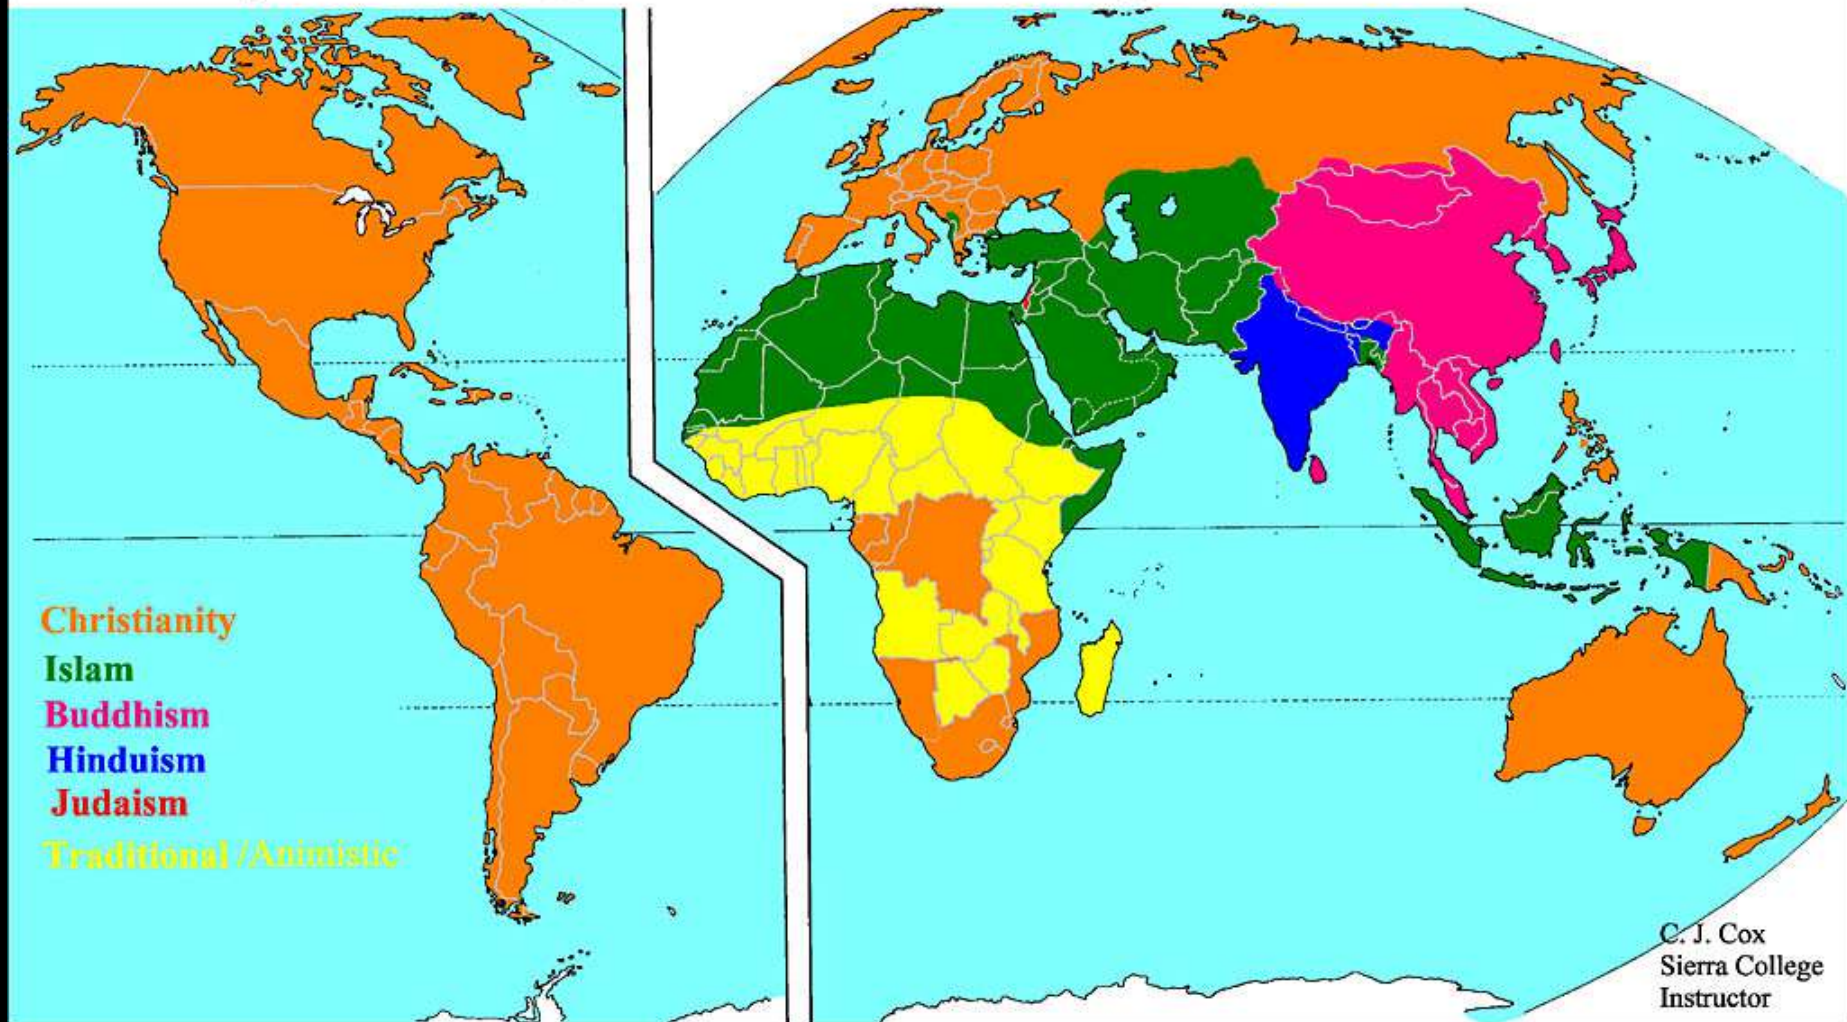 Christianity
Islam
Buddhism
Hinduism
Judaism
Traditional /Animistic
C. J. Cox
Sierra College
Instructor